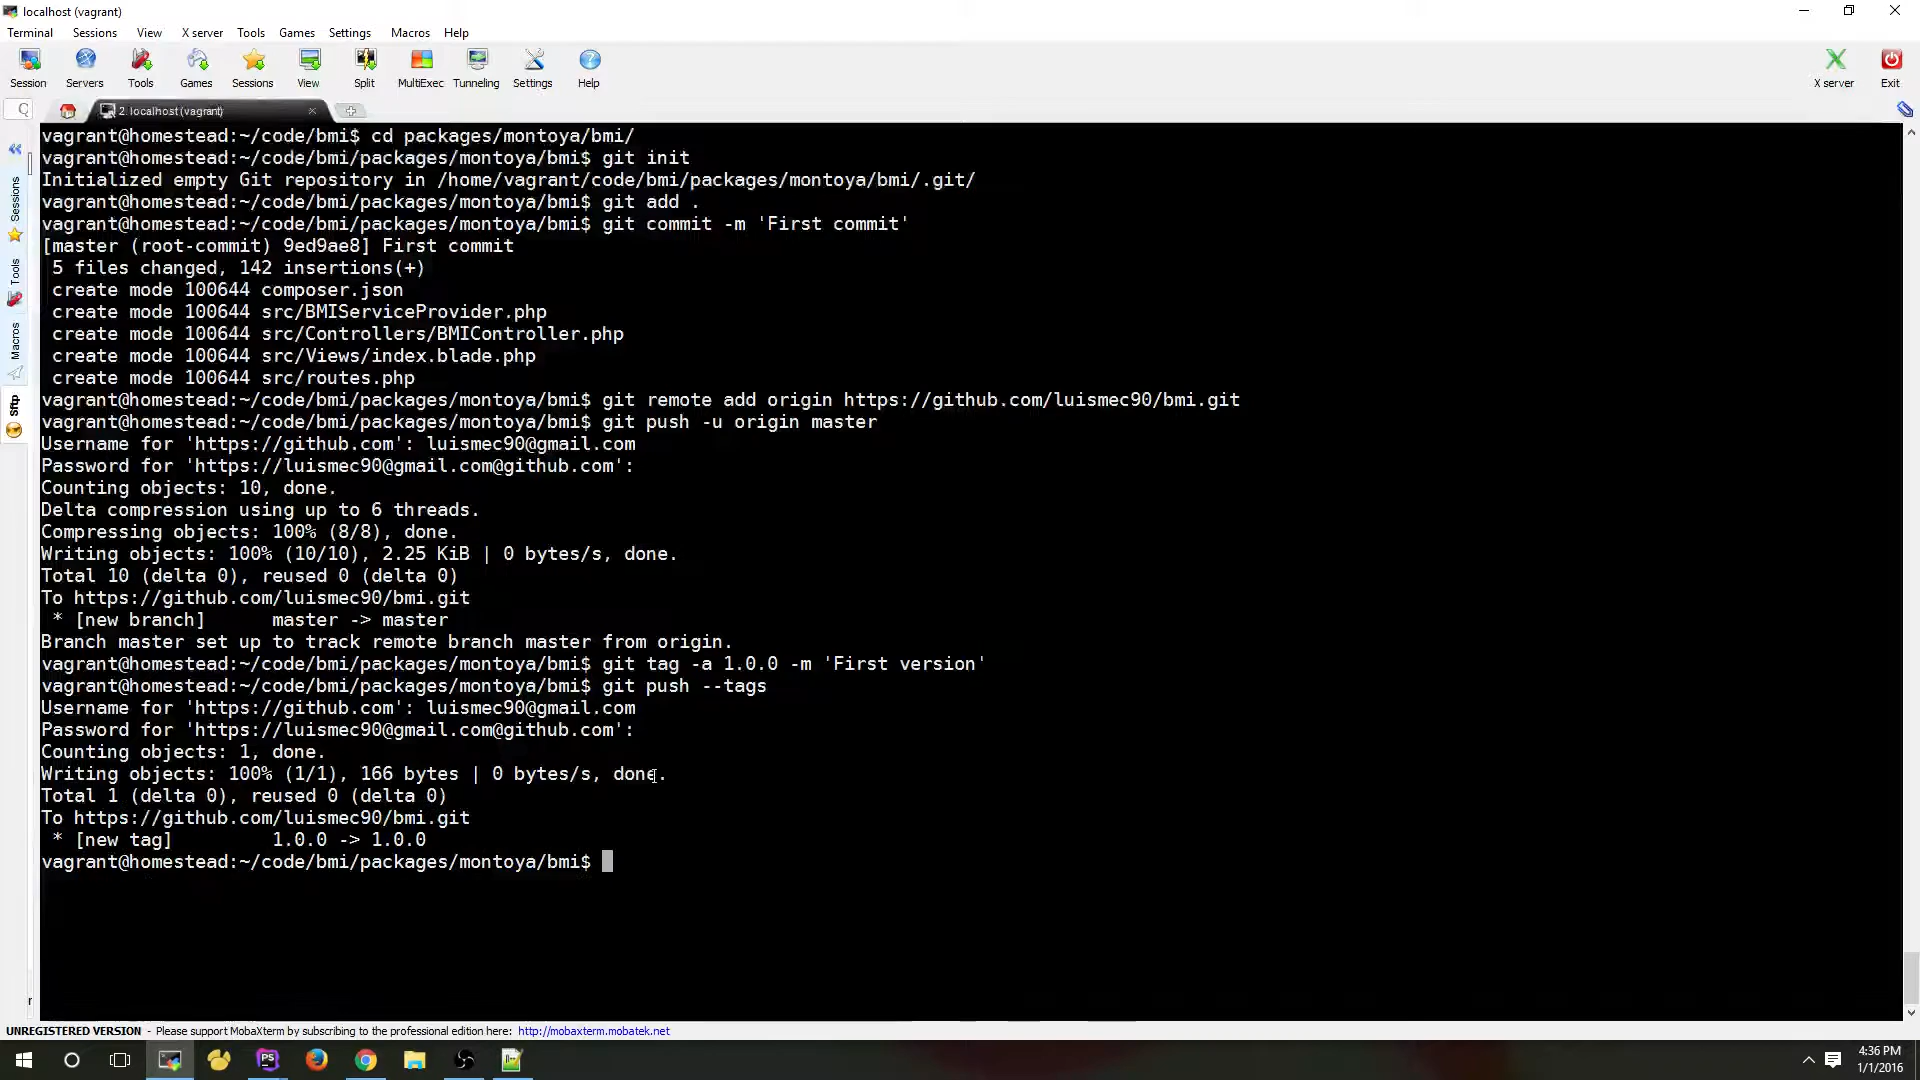 localhost (vagrant)
Terminal Sessions View X server Tools Games Settings Macros Help
Session Servers Tools Games Sessions View Split MultiExec Tunneling Settings Help X server Exit
2. localhost (vagrant)
Sessions
Tools
Macros
Sftp
vagrant@homestead:~/code/bmi$ cd packages/montoya/bmi/
vagrant@homestead:~/code/bmi/packages/montoya/bmi$ git init
Initialized empty Git repository in /home/vagrant/code/bmi/packages/montoya/bmi/.git/
vagrant@homestead:~/code/bmi/packages/montoya/bmi$ git add .
vagrant@homestead:~/code/bmi/packages/montoya/bmi$ git commit -m 'First commit'
[master (root-commit) 9ed9ae8] First commit
 5 files changed, 142 insertions(+)
 create mode 100644 composer.json
 create mode 100644 src/BMIServiceProvider.php
 create mode 100644 src/Controllers/BMIController.php
 create mode 100644 src/Views/index.blade.php
 create mode 100644 src/routes.php
vagrant@homestead:~/code/bmi/packages/montoya/bmi$ git remote add origin https://github.com/luismec90/bmi.git
vagrant@homestead:~/code/bmi/packages/montoya/bmi$ git push -u origin master
Username for 'https://github.com': luismec90@gmail.com
Password for 'https://luismec90@gmail.com@github.com':
Counting objects: 10, done.
Delta compression using up to 6 threads.
Compressing objects: 100% (8/8), done.
Writing objects: 100% (10/10), 2.25 KiB | 0 bytes/s, done.
Total 10 (delta 0), reused 0 (delta 0)
To https://github.com/luismec90/bmi.git
 * [new branch]      master -> master
Branch master set up to track remote branch master from origin.
vagrant@homestead:~/code/bmi/packages/montoya/bmi$ git tag -a 1.0.0 -m 'First version'
vagrant@homestead:~/code/bmi/packages/montoya/bmi$ git push --tags
Username for 'https://github.com': luismec90@gmail.com
Password for 'https://luismec90@gmail.com@github.com':
Counting objects: 1, done.
Writing objects: 100% (1/1), 166 bytes | 0 bytes/s, done.
Total 1 (delta 0), reused 0 (delta 0)
To https://github.com/luismec90/bmi.git
 * [new tag]         1.0.0 -> 1.0.0
vagrant@homestead:~/code/bmi/packages/montoya/bmi$
UNREGISTERED VERSION - Please support MobaXterm by subscribing to the professional edition here: http://mobaxterm.mobatek.net
PS
4:36 PM
1/1/2016